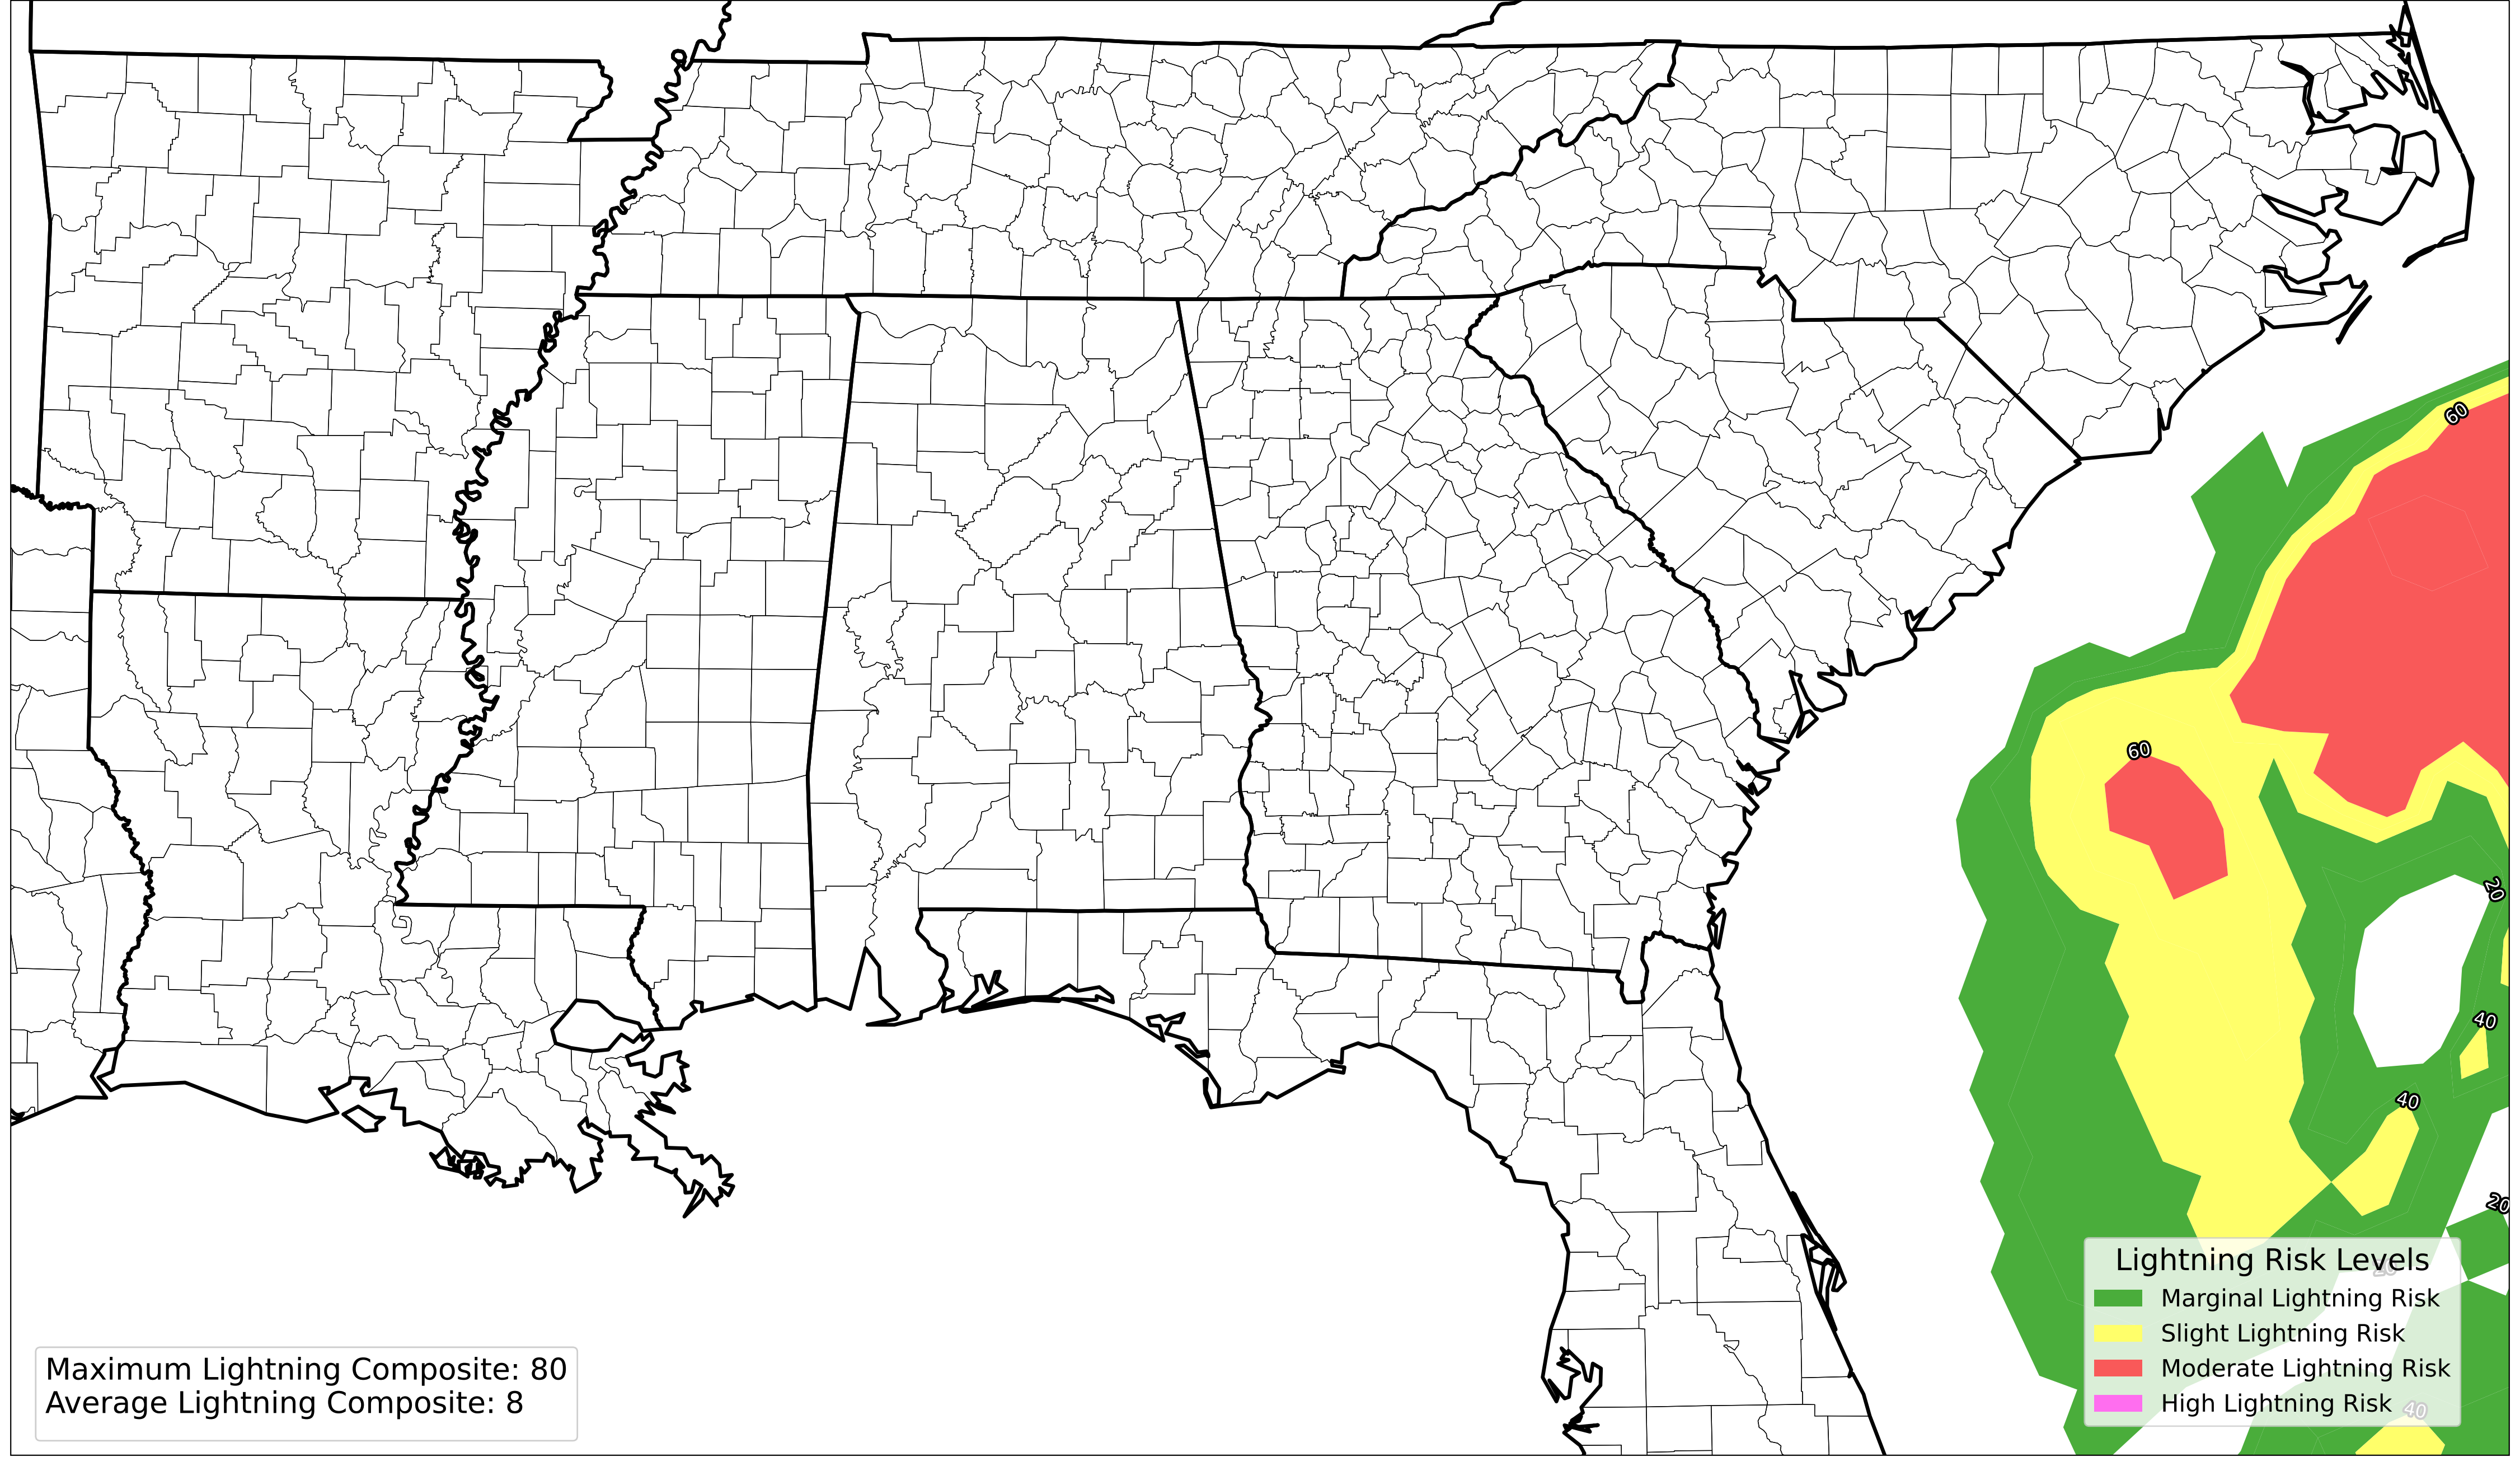 60
60
20
40
40
20
Lightning Risk Levels
20
Marginal Lightning Risk
Slight Lightning Risk
Moderate Lightning Risk
High Lightning Risk
40
Maximum Lightning Composite: 80
Average Lightning Composite: 8